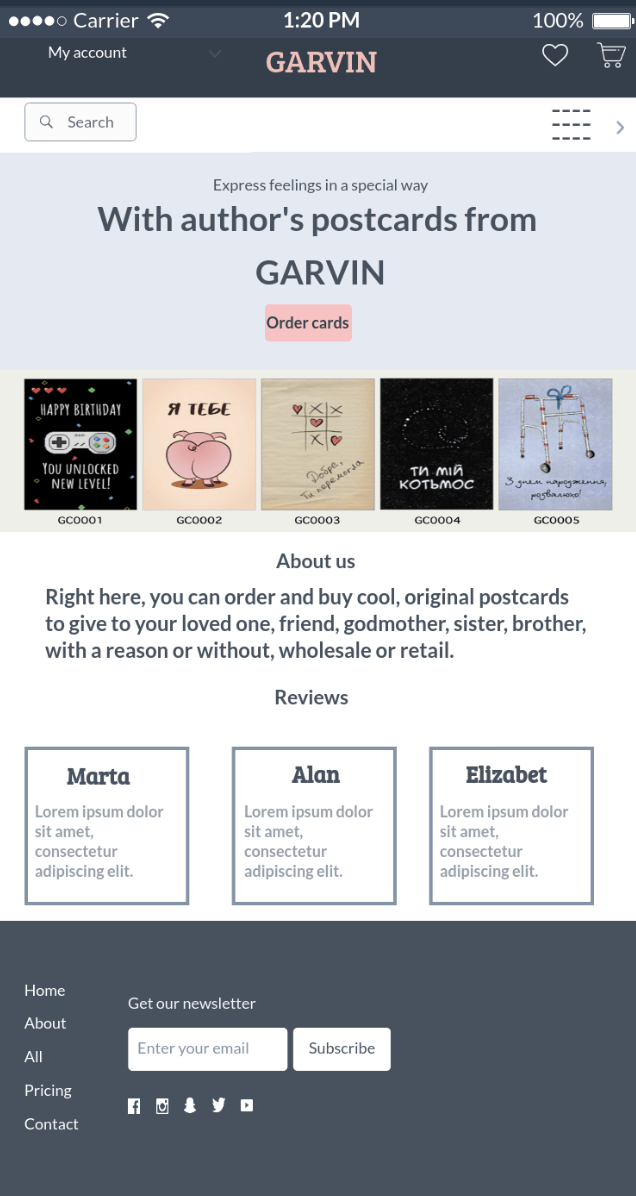 Carrier 1:20 PM 100%
My account
GARVIN
Search
Express feelings in a special way
With author's postcards from
GARVIN
Order cards
HAPPY BIRTHDAY
YOU UNLOCKED
NEW LEVEL!
Я ТЕБЕ
X X
X
Добре,
Ти перемогла
ТИ МІЙ
КОТЬМОС
З днем народження,
розвалюхо!
GC0001 GC0002 GC0003 GC0004 GC0005
About us
Right here, you can order and buy cool, original postcards
to give to your loved one, friend, godmother, sister, brother,
with a reason or without, wholesale or retail.
Reviews
Marta
Lorem ipsum dolor
sit amet,
consectetur
adipiscing elit.
Alan
Lorem ipsum dolor
sit amet,
consectetur
adipiscing elit.
Elizabet
Lorem ipsum dolor
sit amet,
consectetur
adipiscing elit.
Home
About
All
Pricing
Contact
Get our newsletter
Enter your email
Subscribe